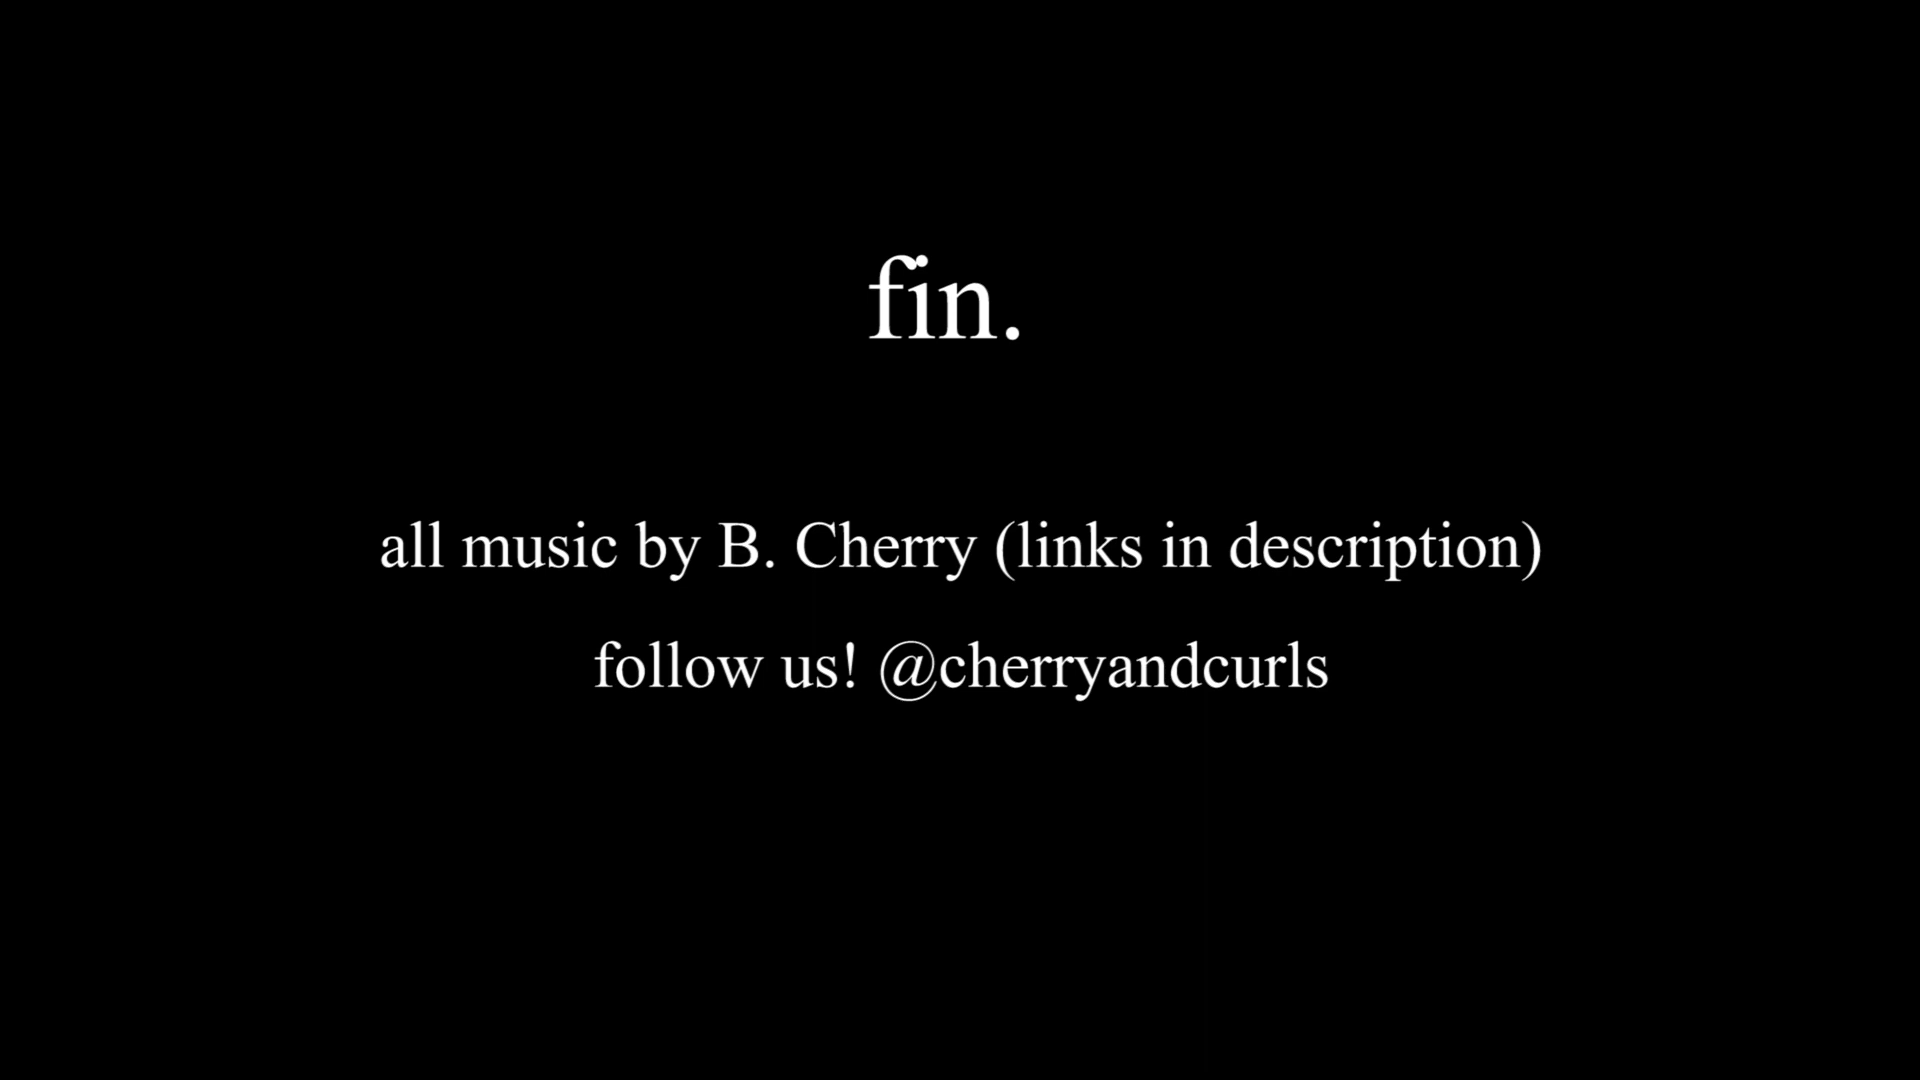 fin.
all music by B. Cherry (links in description)
follow us! @cherryandcurls